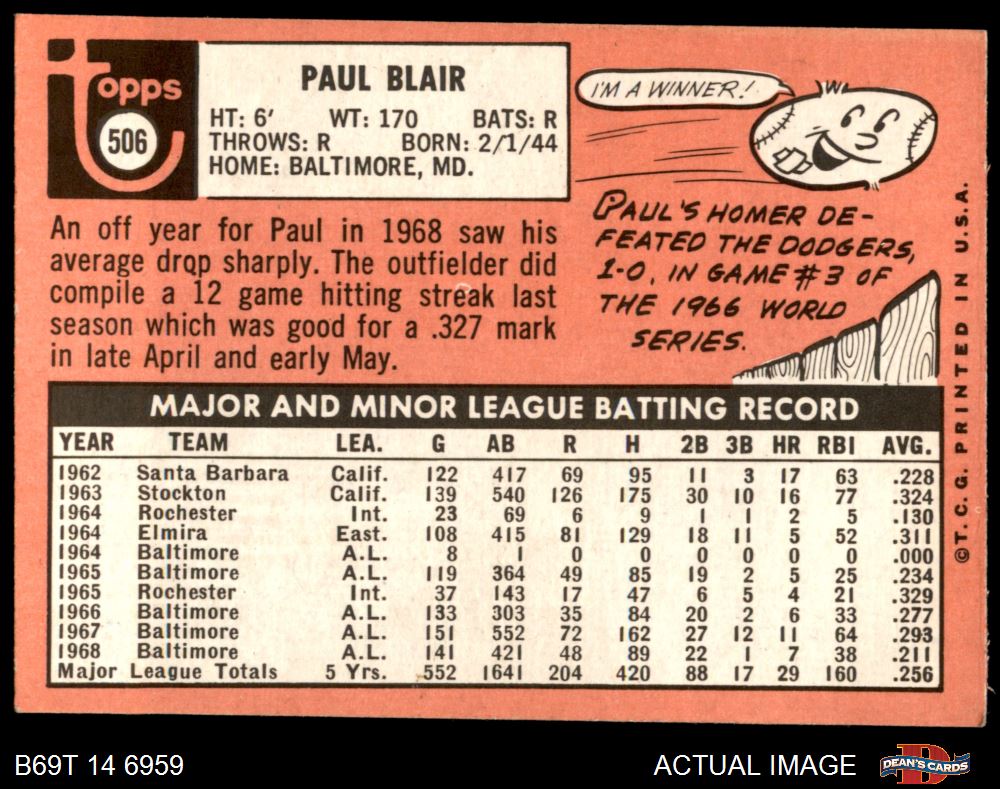 topps
506
PAUL BLAIR
HT: 6' WT: 170 BATS: R
THROWS: R BORN: 2/1/44
HOME: BALTIMORE, MD.
I'M A WINNER!
An off year for Paul in 1968 saw his
average drop sharply. The outfielder did
compile a 12 game hitting streak last
season which was good for a .327 mark
in late April and early May.
PAUL'S HOMER DE-
FEATED THE DODGERS,
1-0, IN GAME #3 OF
THE 1966 WORLD
SERIES.
MAJOR AND MINOR LEAGUE BATTING RECORD
YEAR TEAM LEA. G AB R H 2B 3B HR RBI AVG.
1962 Santa Barbara Calif. 122 417 69 95 11 3 17 63 .228
1963 Stockton Calif. 139 540 126 175 30 10 16 77 .324
1964 Rochester Int. 23 69 6 9 1 1 2 5 .130
1964 Elmira East. 108 415 81 129 18 11 5 52 .311
1964 Baltimore A.L. 8 1 0 0 0 0 0 0 .000
1965 Baltimore A.L. 119 364 49 85 19 2 5 25 .234
1965 Rochester Int. 37 143 17 47 6 5 4 21 .329
1966 Baltimore A.L. 133 303 35 84 20 2 6 33 .277
1967 Baltimore A.L. 151 552 72 162 27 12 11 64 .293
1968 Baltimore A.L. 141 421 48 89 22 1 7 38 .211
Major League Totals 5 Yrs. 552 1641 204 420 88 17 29 160 .256
©T.C.G. PRINTED IN U.S.A.
B69T 14 6959
ACTUAL IMAGE
DEAN'S CARDS